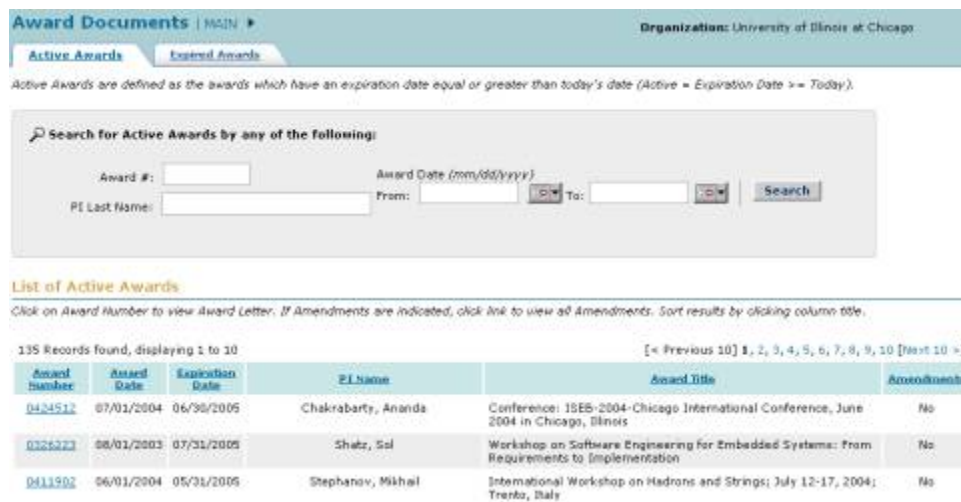 Award Documents | MAIN
Organization: University of Illinois at Chicago
Active Awards
Expired Awards
Active Awards are defined as the awards which have an expiration date equal or greater than today's date (Active = Expiration Date >= Today).
Search for Active Awards by any of the following:
Award #:
Award Date (mm/dd/yyyy)
From:
To:
Search
PI Last Name:
List of Active Awards
Click on Award Number to view Award Letter. If Amendments are indicated, click link to view all Amendments. Sort results by clicking column title.
135 Records found, displaying 1 to 10
[< Previous 10] 1, 2, 3, 4, 5, 6, 7, 8, 9, 10 [Next 10 >
Award Number
Award Date
Expiration Date
PI Name
Award Title
Amendments
0424512 07/01/2004 06/30/2005 Chakrabarty, Ananda Conference: ISEB-2004-Chicago International Conference, June No
2004 in Chicago, Illinois
0326223 08/01/2003 07/31/2005 Shatz, Sol Workshop on Software Engineering for Embedded Systems: From No
Requirements to Implementation
0411902 06/01/2004 05/31/2005 Stephanov, Mikhail International Workshop on Hadrons and Strings; July 12-17, 2004; No
Trento, Italy